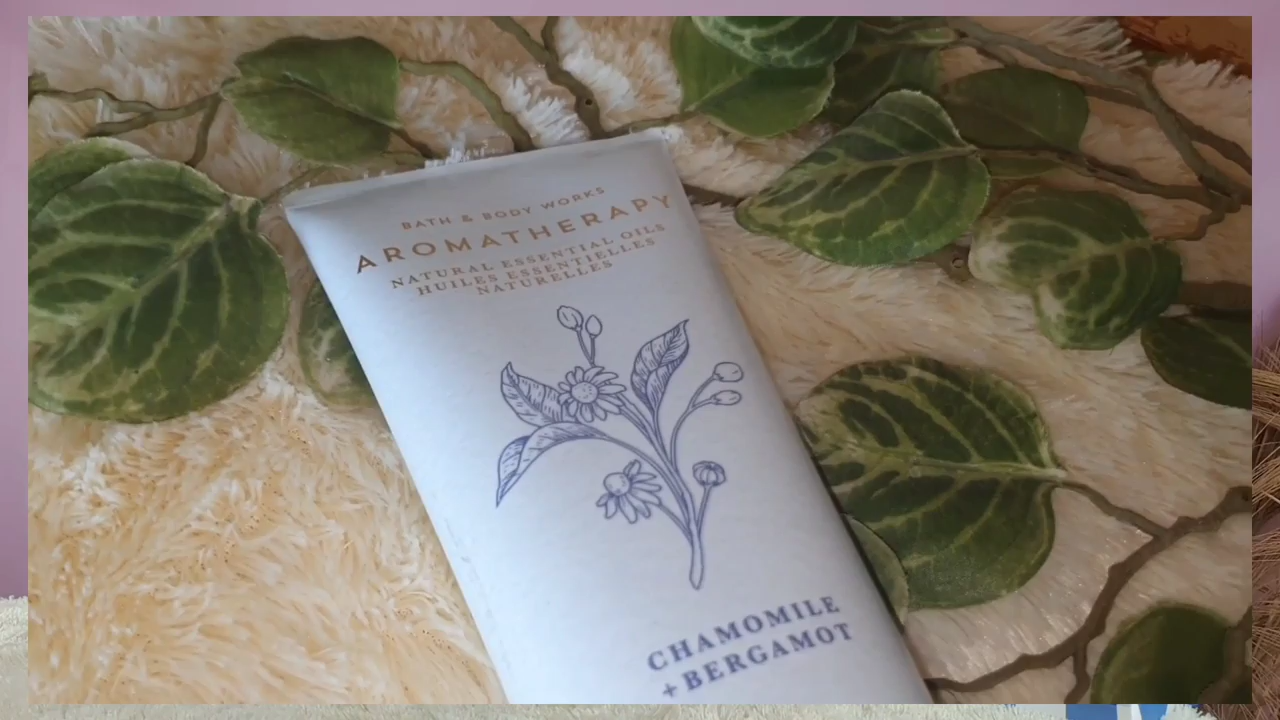 BATH & BODY WORKS
AROMATHERAPY
NATURAL ESSENTIAL OILS
HUILES ESSENTIELLES
NATURELLES
CHAMOMILE
+BERGAMOT